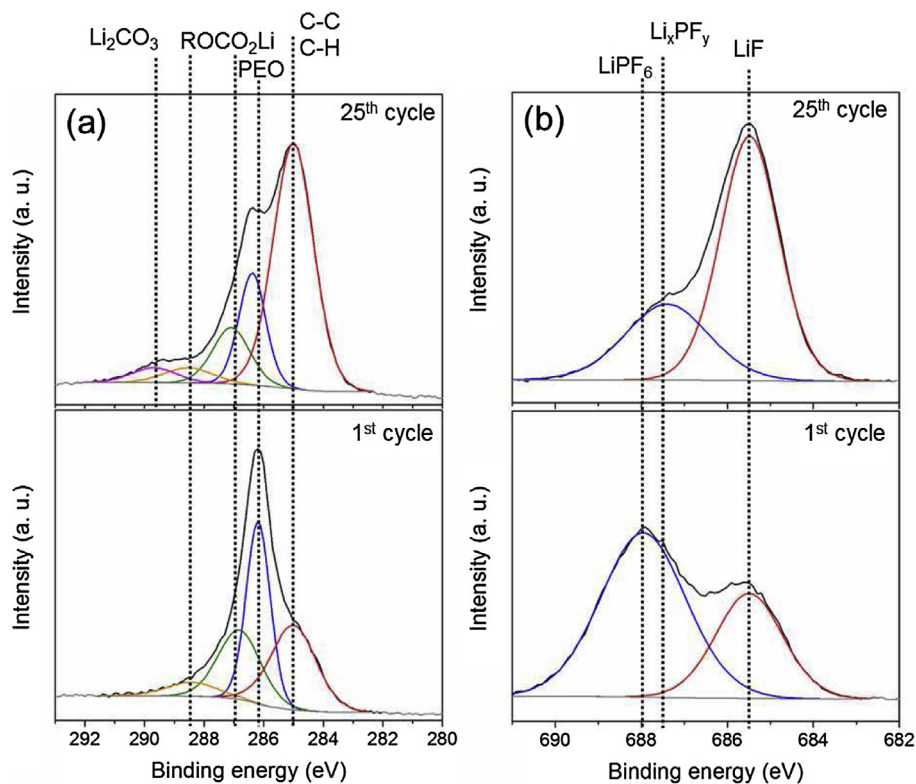 Li₂CO₃ ROCO₂Li C-C
C-H
PEO
LiₓPFᵧ
LiPF₆ LiF
(a) 25th cycle
Intensity (a. u.)
1st cycle
Intensity (a. u.)
292 290 288 286 284 282 280
Binding energy (eV)
(b) 25th cycle
Intensity (a. u.)
1st cycle
Intensity (a. u.)
690 688 686 684 682
Binding energy (eV)